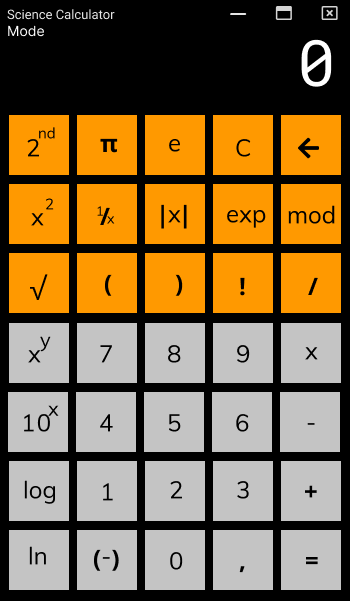 Science Calculator
Mode
0
2nd π e C ←
x² ¹/x |x| exp mod
√ ( ) ! /
xʸ 7 8 9 x
10ˣ 4 5 6 -
log 1 2 3 +
ln (-) 0 , =